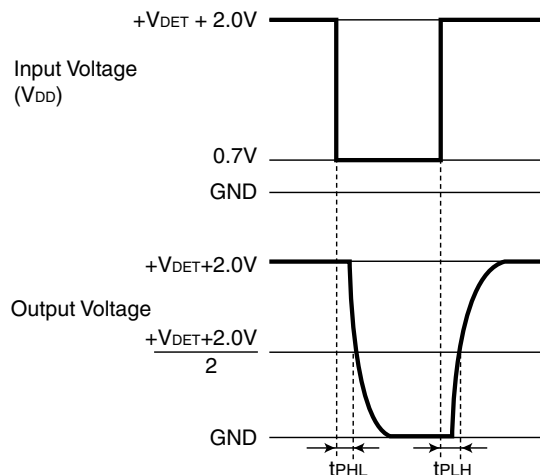 +VDET + 2.0V
Input Voltage
(VDD)
0.7V
GND
+VDET+2.0V
Output Voltage
+VDET+2.0V
2
GND
tPHL tPLH